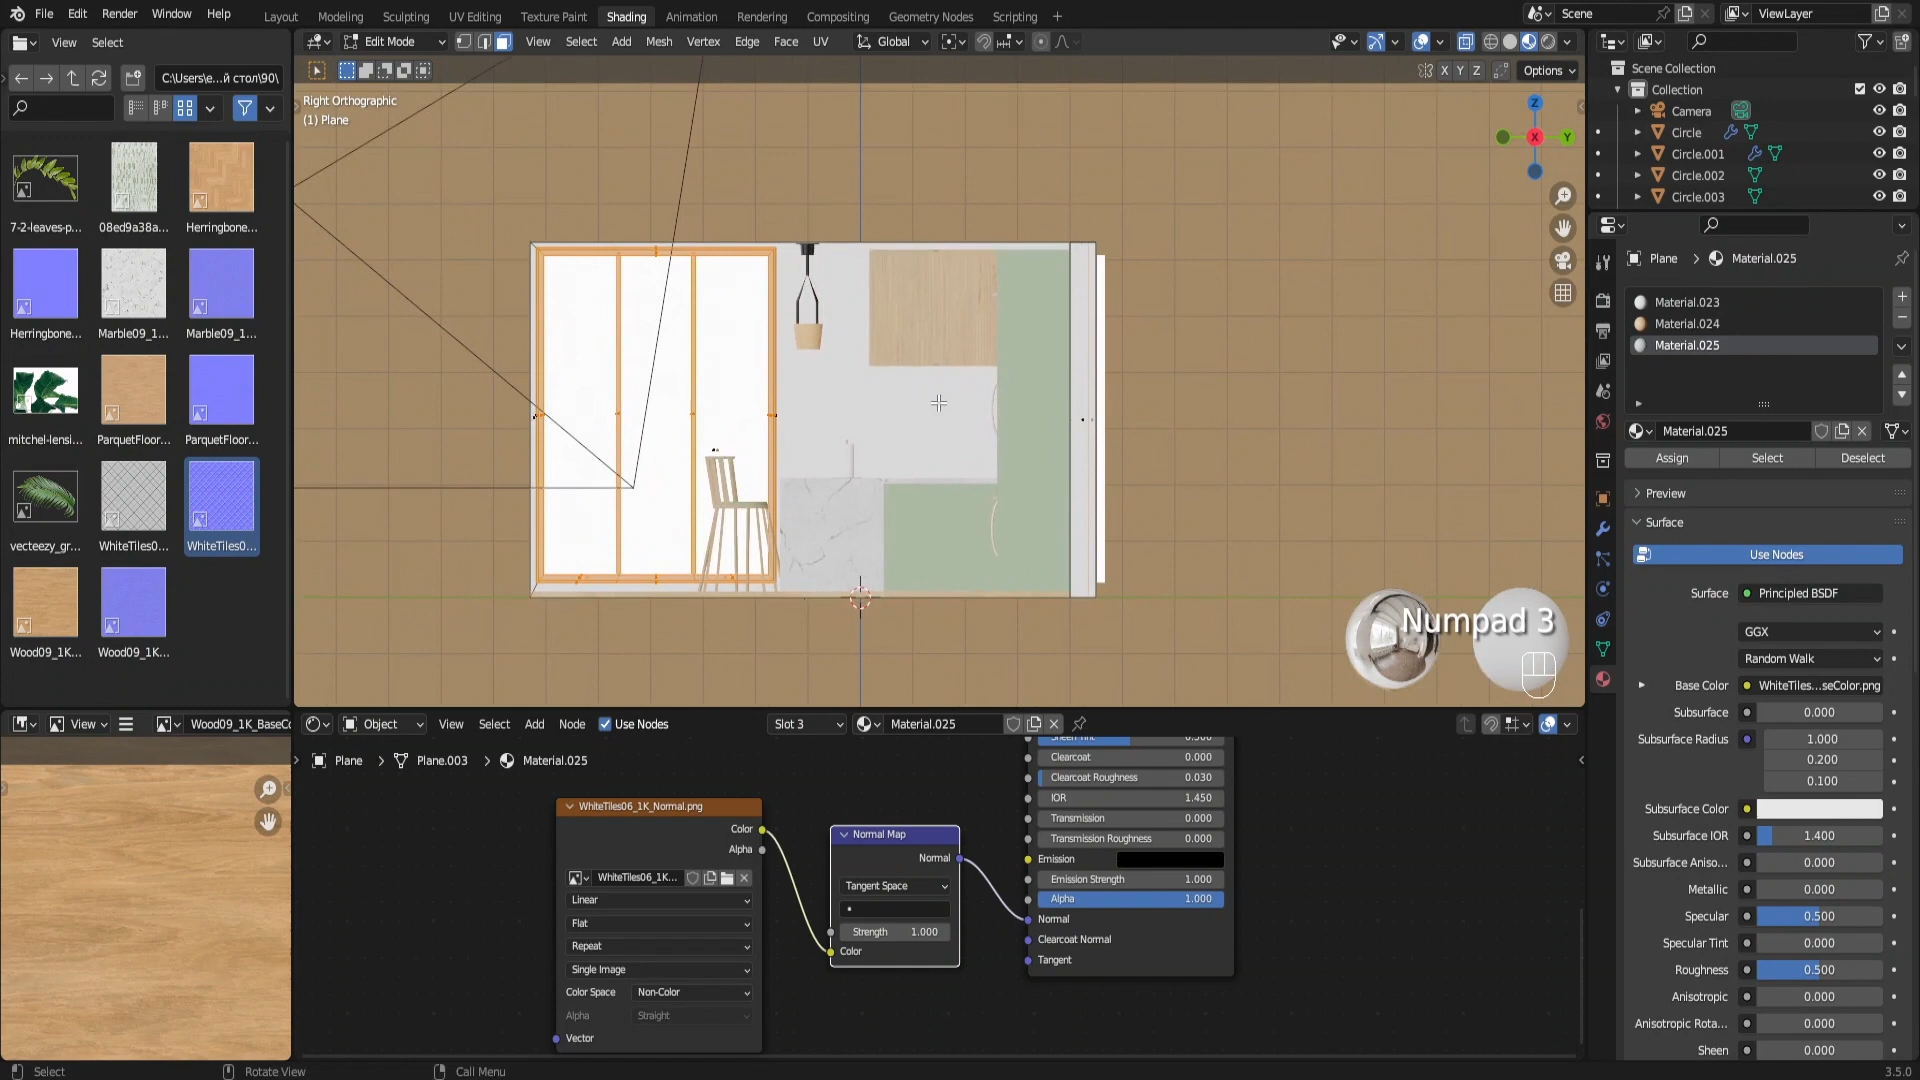 File Edit Render Window Help
Layout Modeling Sculpting UV Editing Texture Paint Shading Animation Rendering Compositing Geometry Nodes Scripting +
Scene
ViewLayer
View Select
Edit Mode
View Select Add Mesh Vertex Edge Face UV
Global
C:\Users\e...й стол\90\
X Y Z
Options
Right Orthographic
(1) Plane
Z
X
Y
7-2-leaves-p...
08ed9a38a...
Herringbone...
Herringbone...
Marble09_1...
Marble09_1...
mitchel-lensi...
ParquetFloor...
ParquetFloor...
vecteezy_gr...
WhiteTiles0...
WhiteTiles0...
Wood09_1K...
Wood09_1K...
Numpad 3
Scene Collection
Collection
Camera
Circle
Circle.001
Circle.002
Circle.003
Plane > Material.025
Material.023
Material.024
Material.025
Material.025
Assign Select Deselect
Preview
Surface
Use Nodes
Surface Principled BSDF
GGX
Random Walk
Base Color WhiteTiles...seColor.png
Subsurface 0.000
Subsurface Radius 1.000
0.200
0.100
Subsurface Color
Subsurface IOR 1.400
Subsurface Aniso... 0.000
Metallic 0.000
Specular 0.500
Specular Tint 0.000
Roughness 0.500
Anisotropic 0.000
Anisotropic Rota... 0.000
Sheen 0.000
View
Wood09_1K_BaseCo
Object
View Select Add Node Use Nodes
Slot 3
Material.025
Plane > Plane.003 > Material.025
WhiteTiles06_1K_Normal.png
Color
Alpha
WhiteTiles06_1K...
Linear
Flat
Repeat
Single Image
Color Space Non-Color
Alpha Straight
Vector
Normal Map
Normal
Tangent Space
Strength 1.000
Color
Sheen Tint 0.500
Clearcoat 0.000
Clearcoat Roughness 0.030
IOR 1.450
Transmission 0.000
Transmission Roughness 0.000
Emission
Emission Strength 1.000
Alpha 1.000
Normal
Clearcoat Normal
Tangent
Select
Rotate View
Call Menu
3.5.0